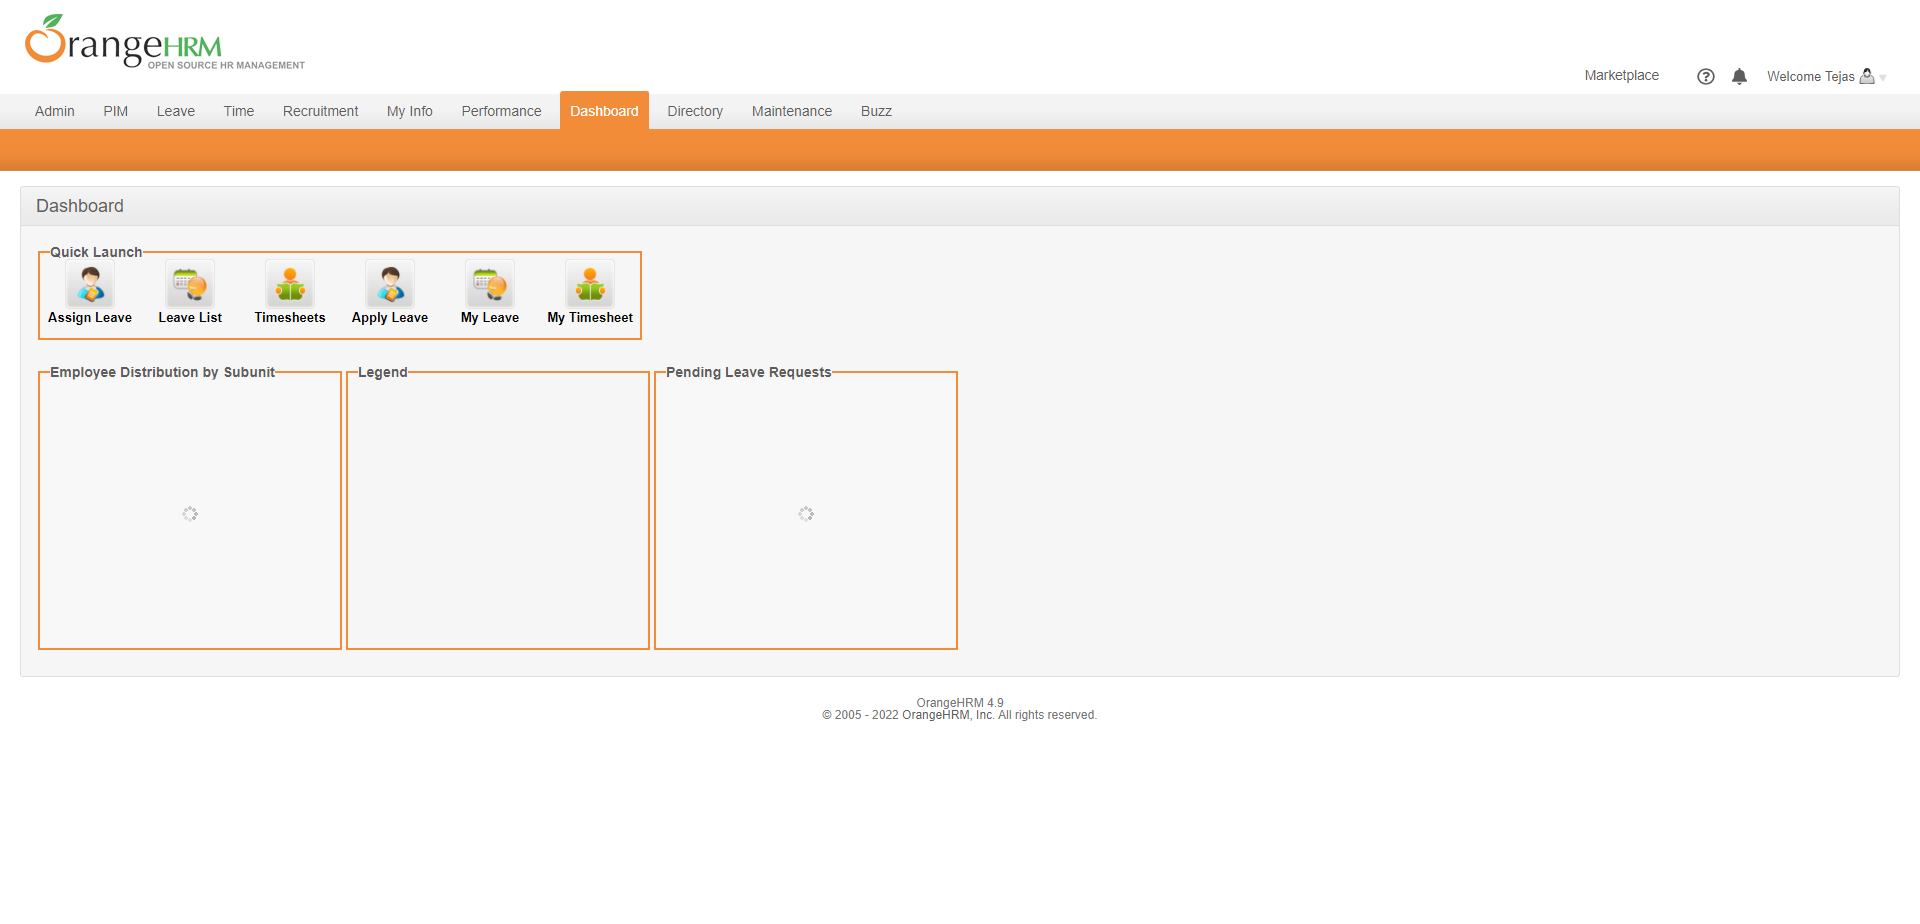 OrangeHRM
OPEN SOURCE HR MANAGEMENT
Marketplace
Welcome Tejas
Admin PIM Leave Time Recruitment My Info Performance Dashboard Directory Maintenance Buzz
Dashboard
Quick Launch
Assign Leave Leave List Timesheets Apply Leave My Leave My Timesheet
Employee Distribution by Subunit Legend Pending Leave Requests
OrangeHRM 4.9
© 2005 - 2022 OrangeHRM, Inc. All rights reserved.